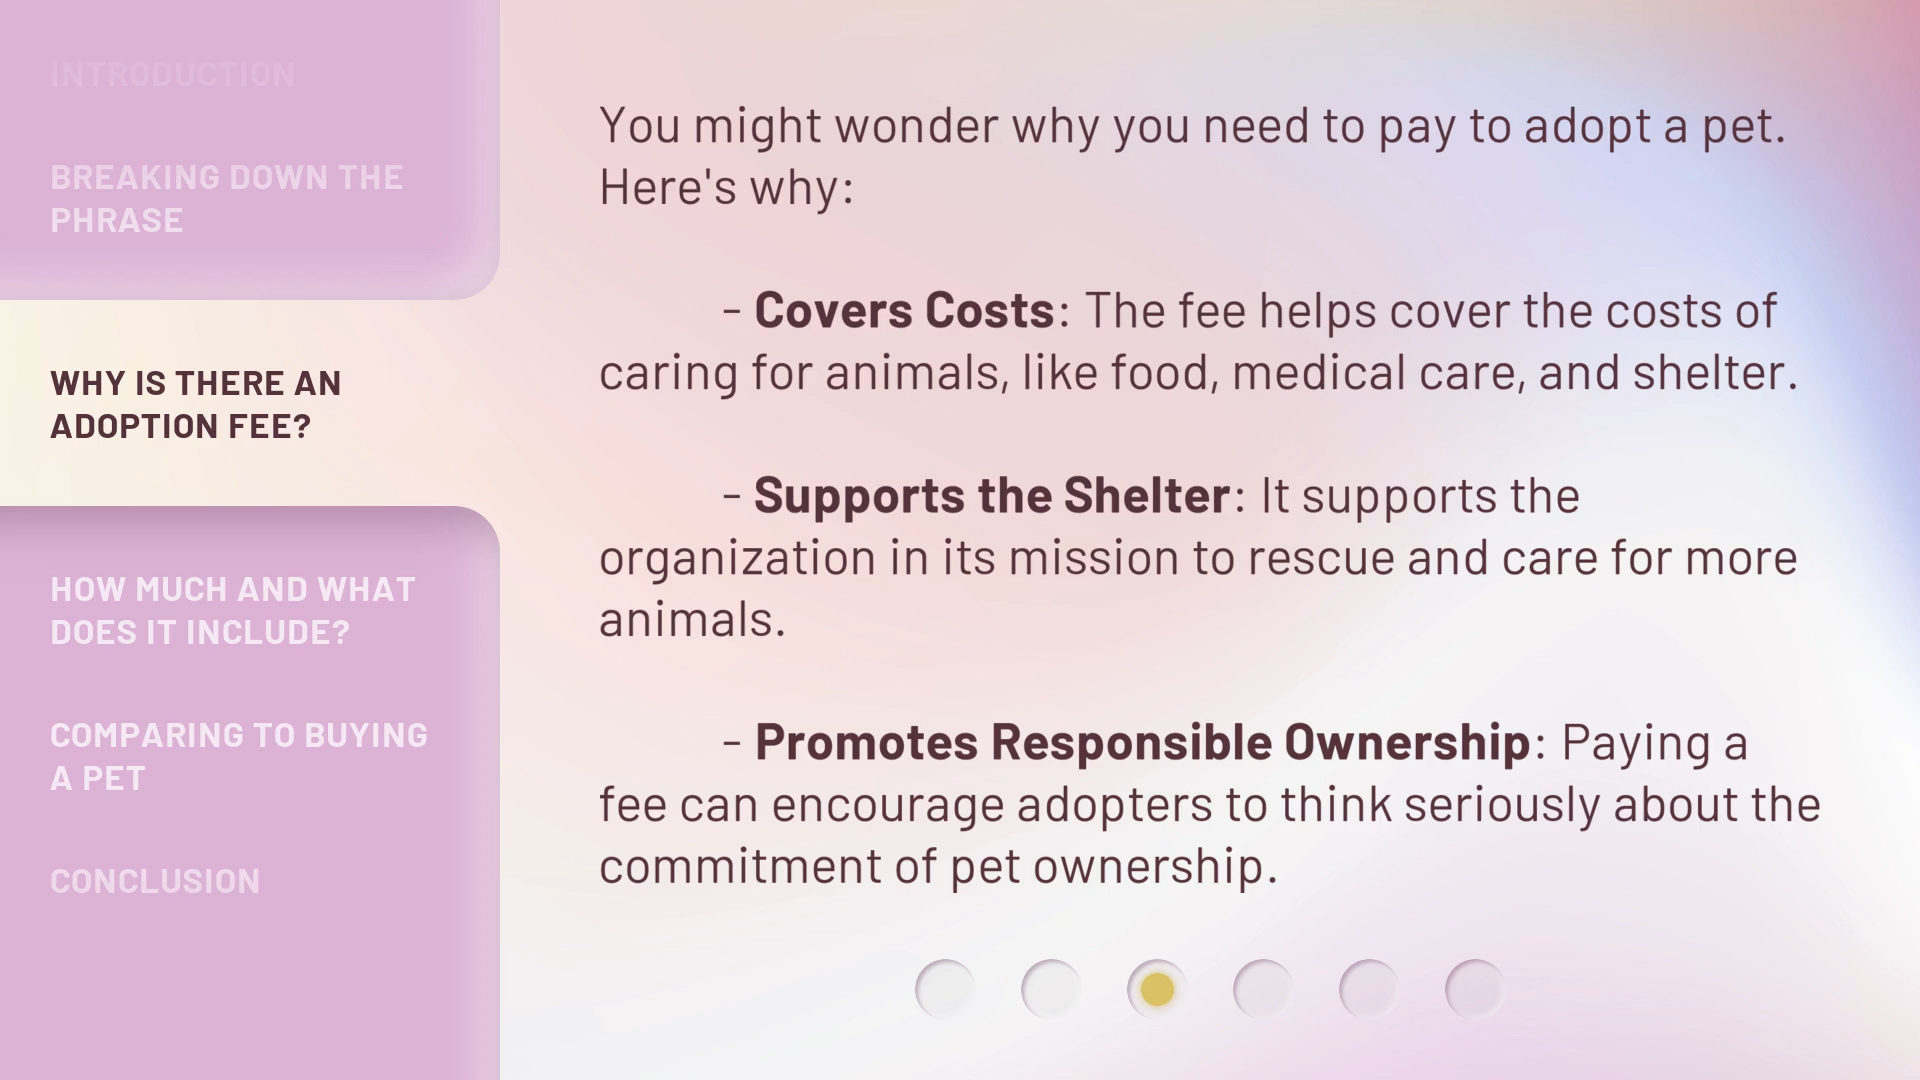 INTRODUCTION
BREAKING DOWN THE
PHRASE
WHY IS THERE AN
ADOPTION FEE?
HOW MUCH AND WHAT
DOES IT INCLUDE?
COMPARING TO BUYING
A PET
CONCLUSION
You might wonder why you need to pay to adopt a pet.
Here's why:
- Covers Costs: The fee helps cover the costs of
caring for animals, like food, medical care, and shelter.
- Supports the Shelter: It supports the
organization in its mission to rescue and care for more
animals.
- Promotes Responsible Ownership: Paying a
fee can encourage adopters to think seriously about the
commitment of pet ownership.